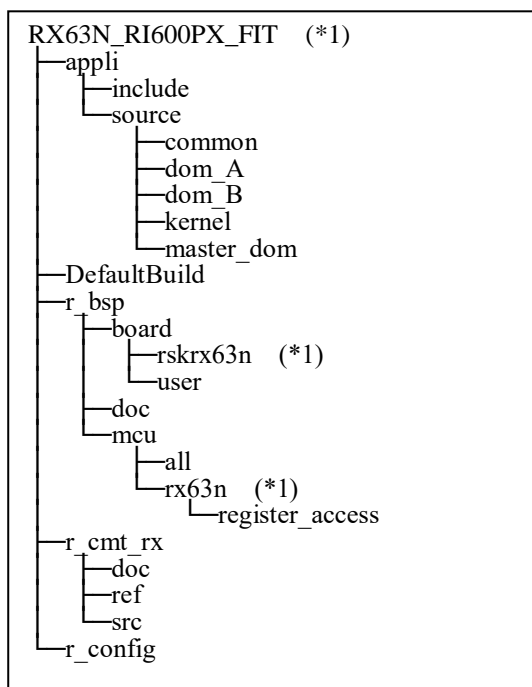 RX63N_RI600PX_FIT (*1)
appli
include
source
common
dom_A
dom_B
kernel
master_dom
DefaultBuild
r_bsp
board
rskrx63n (*1)
user
doc
mcu
all
rx63n (*1)
register_access
r_cmt_rx
doc
ref
src
r_config